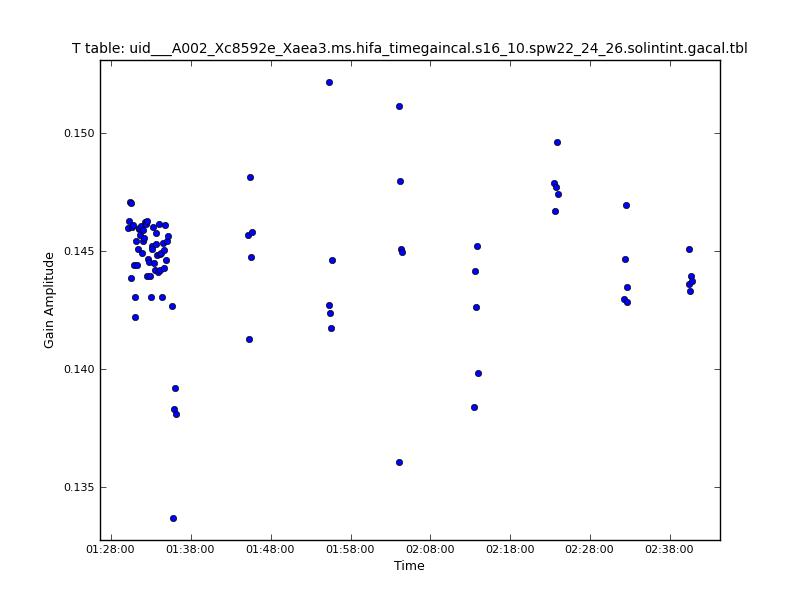 T table: uid___A002_Xc8592e_Xaea3.ms.hifa_timegaincal.s16_10.spw22_24_26.solintint.gacal.tbl
0.150
0.145
0.140
0.135
Gain Amplitude
01:28:00 01:38:00 01:48:00 01:58:00 02:08:00 02:18:00 02:28:00 02:38:00
Time